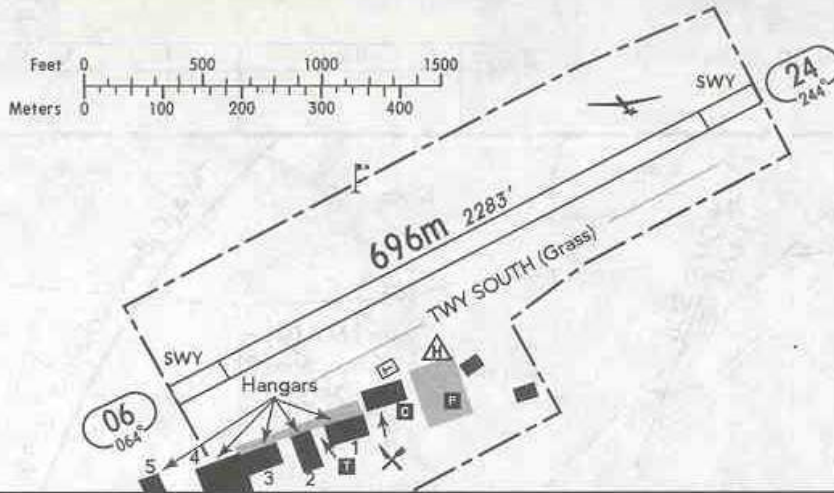 Feet 0 500 1000 1500
Meters 0 100 200 300 400
SWY
24
244°
696m 2283'
TWY SOUTH (Grass)
SWY
H
T
Hangars
06
064°
C
F
5
4
3
2
1
T